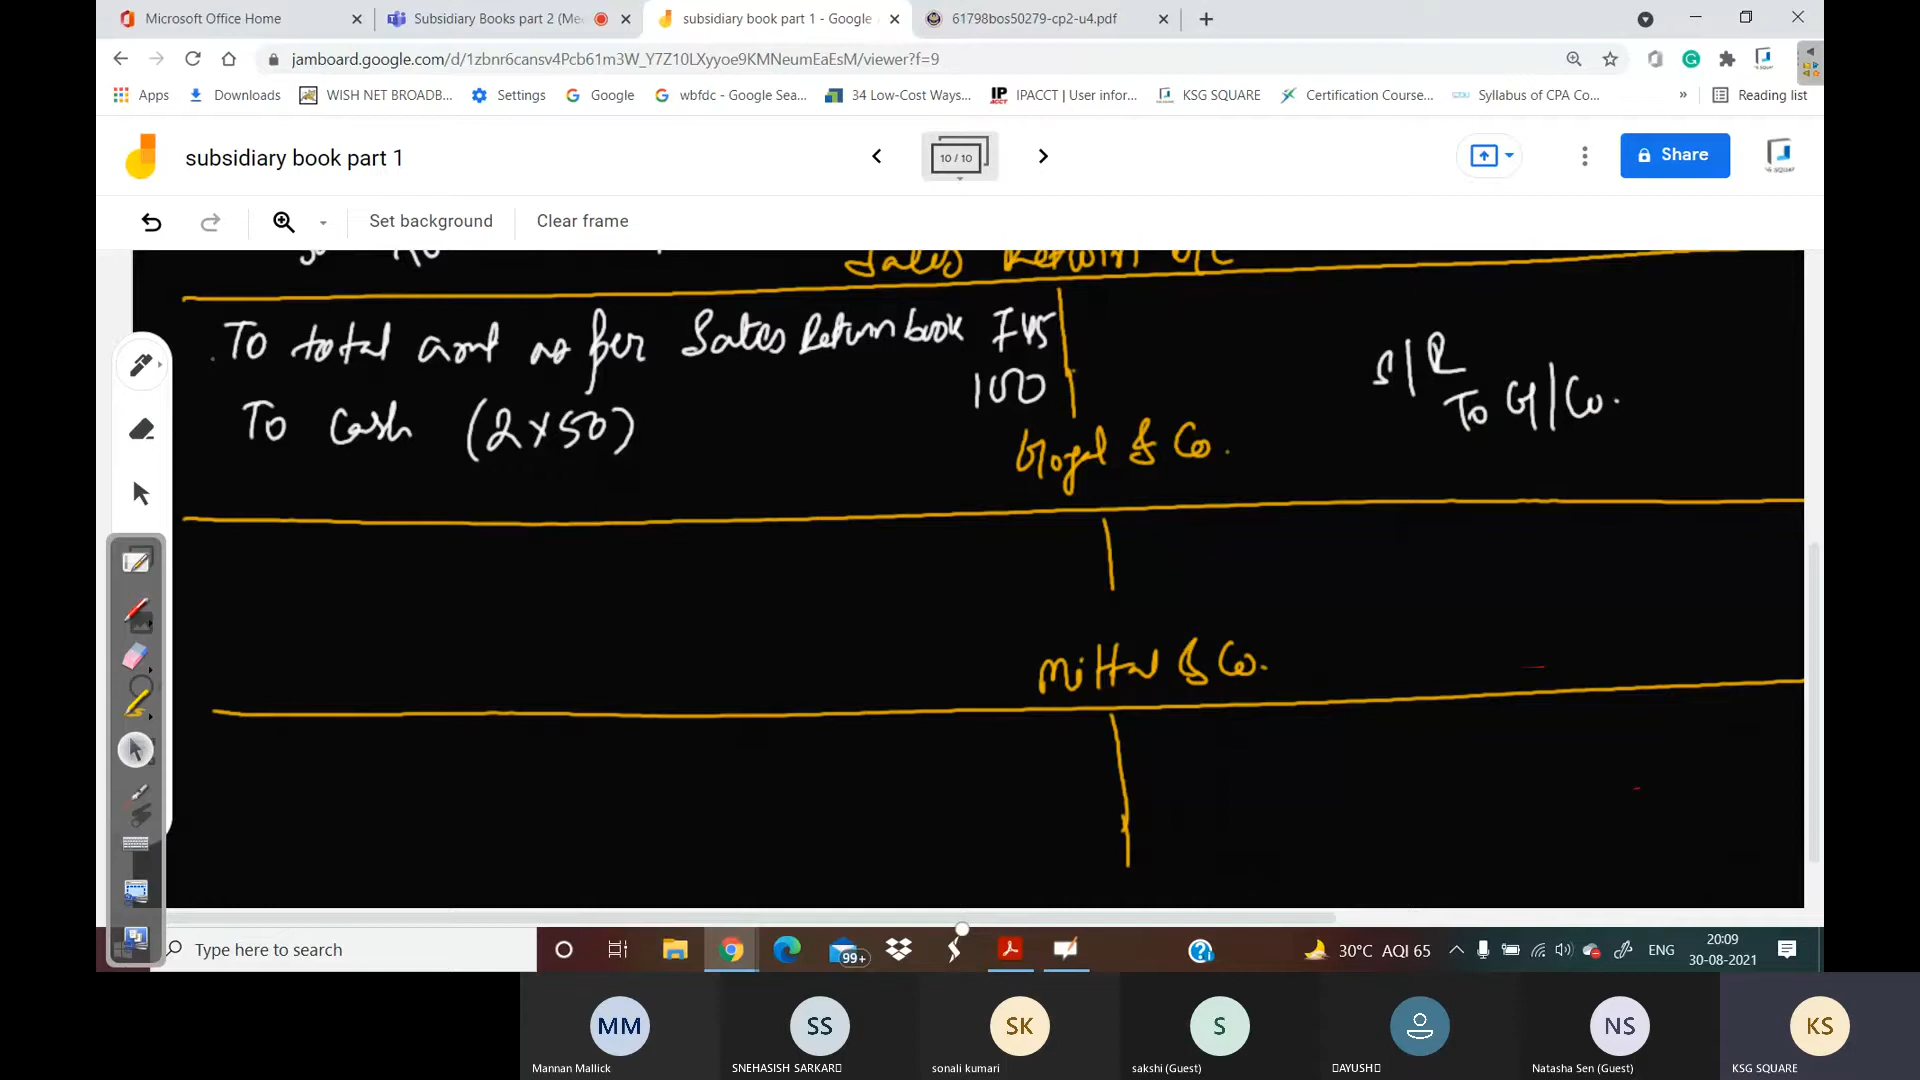 Microsoft Office Home
Subsidiary Books part 2 (Mee
subsidiary book part 1 - Google
61798bos50279-cp2-u4.pdf
jamboard.google.com/d/1zbnr6cansv4Pcb61m3W_Y7Z10LXyyoe9KMNeumEaEsM/viewer?f=9
Apps
Downloads
WISH NET BROADB...
Settings
Google
wbfdc - Google Sea...
34 Low-Cost Ways...
IP ACCT
IPACCT | User infor...
KSG SQUARE
Certification Course...
Syllabus of CPA Co...
»
Reading list
subsidiary book part 1
10 / 10
Share
Set background
Clear frame
Sales Return a/c
To total amt as per Sales Return book
To Cash (2x50) 100
S/R
To G/Co.
Goyal & Co.
Mittal & Co.
Type here to search
99+
30°C AQI 65
ENG
20:09
30-08-2021
MM
SS
SK
S
NS
KS
Mannan Mallick
SNEHASISH SARKAR
sonali kumari
sakshi (Guest)
AYUSH
Natasha Sen (Guest)
KSG SQUARE